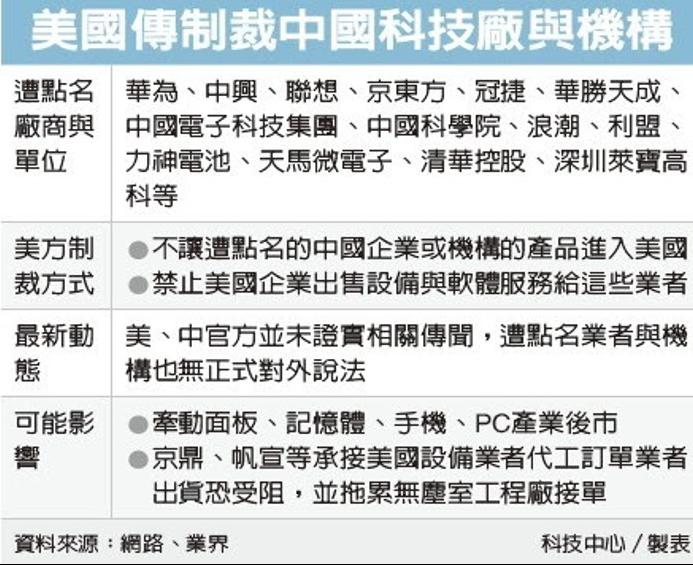 美國傳制裁中國科技廠與機構
遭點名
廠商與
單位
華為、中興、聯想、京東方、冠捷、華勝天成、
中國電子科技集團、中國科學院、浪潮、利盟、
力神電池、天馬微電子、清華控股、深圳萊寶高
科等
美方制
裁方式
●不讓遭點名的中國企業或機構的產品進入美國
●禁止美國企業出售設備與軟體服務給這些業者
最新動
態
美、中官方並未證實相關傳聞，遭點名業者與機
構也無正式對外說法
可能影
響
●牽動面板、記憶體、手機、PC產業後市
●京鼎、帆宣等承接美國設備業者代工訂單業者
出貨恐受阻，並拖累無塵室工程廠接單
資料來源：網路、業界
科技中心／製表